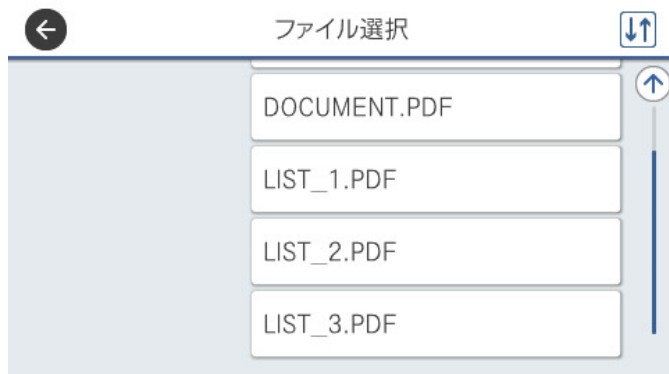 ファイル選択
DOCUMENT.PDF
LIST_1.PDF
LIST_2.PDF
LIST_3.PDF